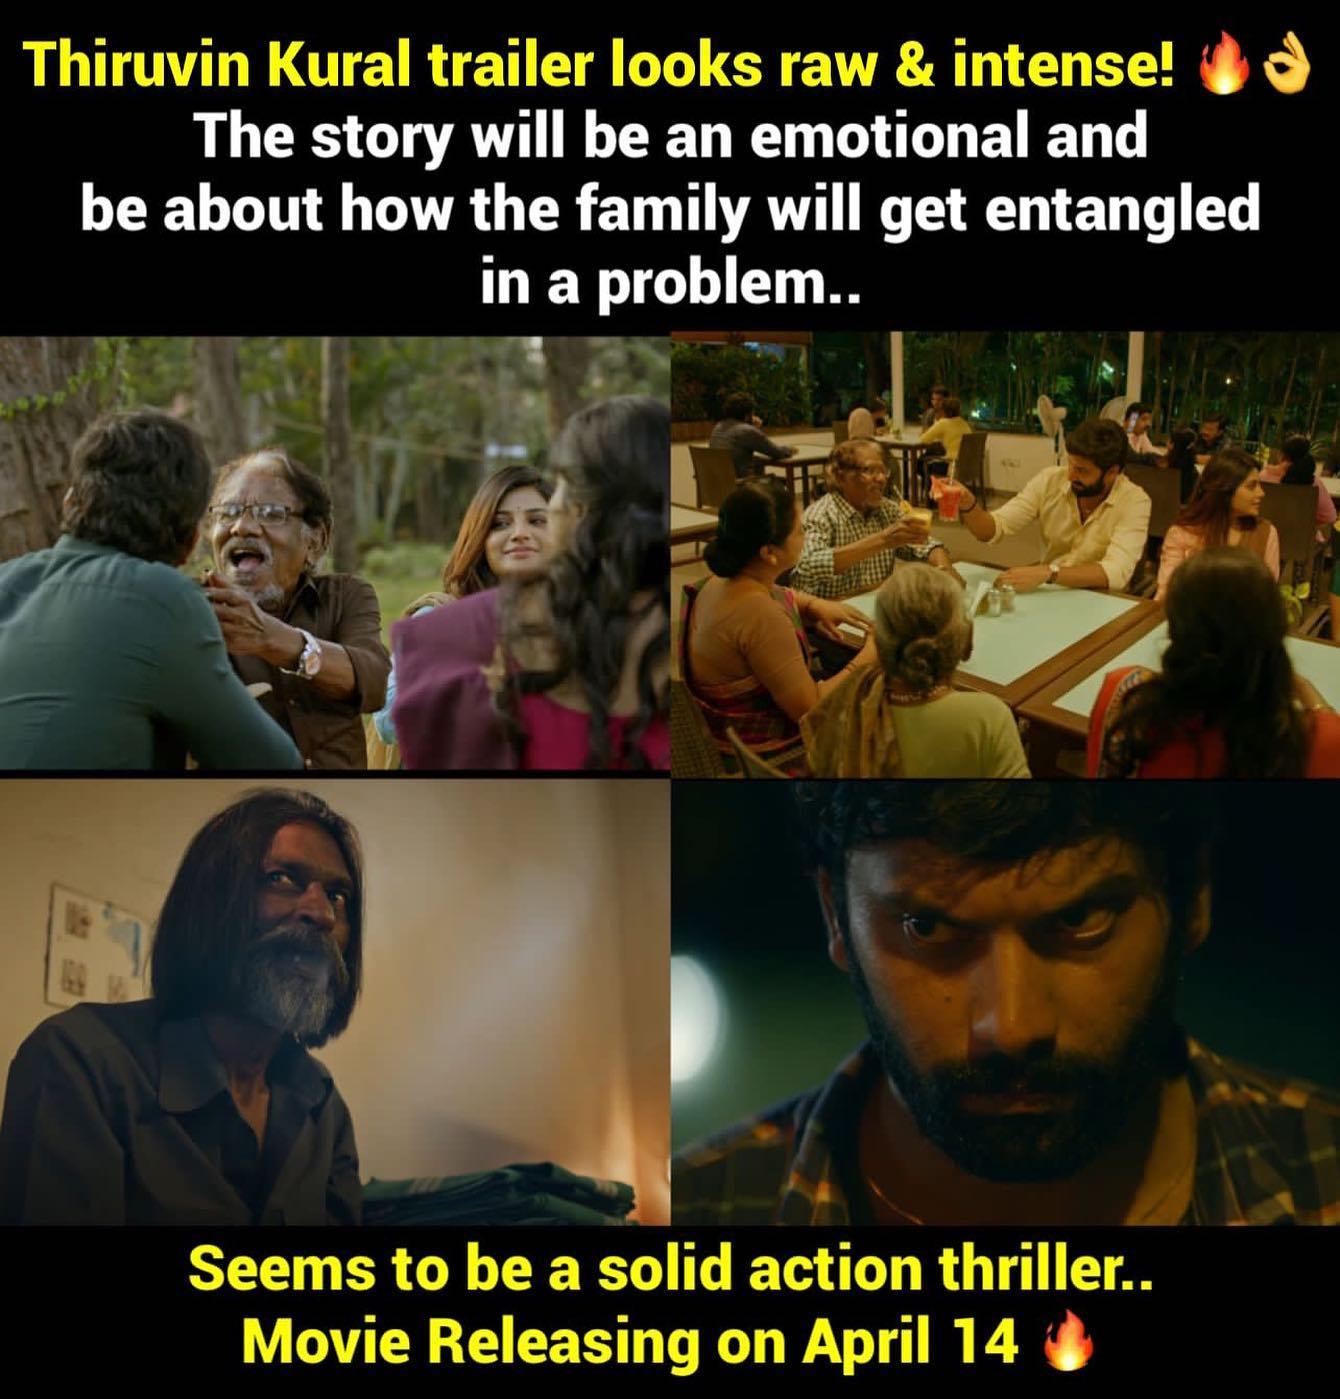 Thiruvin Kural trailer looks raw & intense! 🔥👌
The story will be an emotional and
be about how the family will get entangled
in a problem..
Seems to be a solid action thriller..
Movie Releasing on April 14 🔥